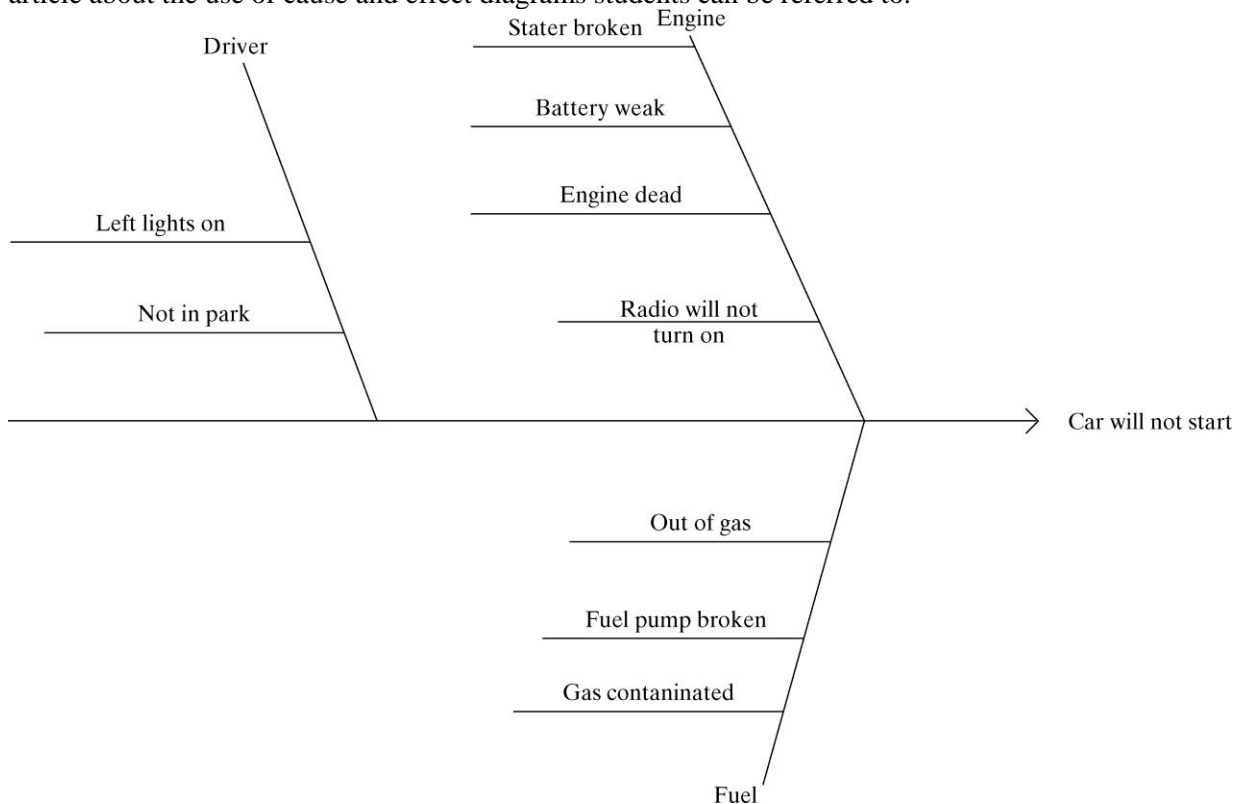 article about the use of cause and effect diagrams students can be referred to.
Stater broken
Engine
Driver
Battery weak
Engine dead
Left lights on
Not in park
Radio will not
turn on
Car will not start
Out of gas
Fuel pump broken
Gas contaninated
Fuel